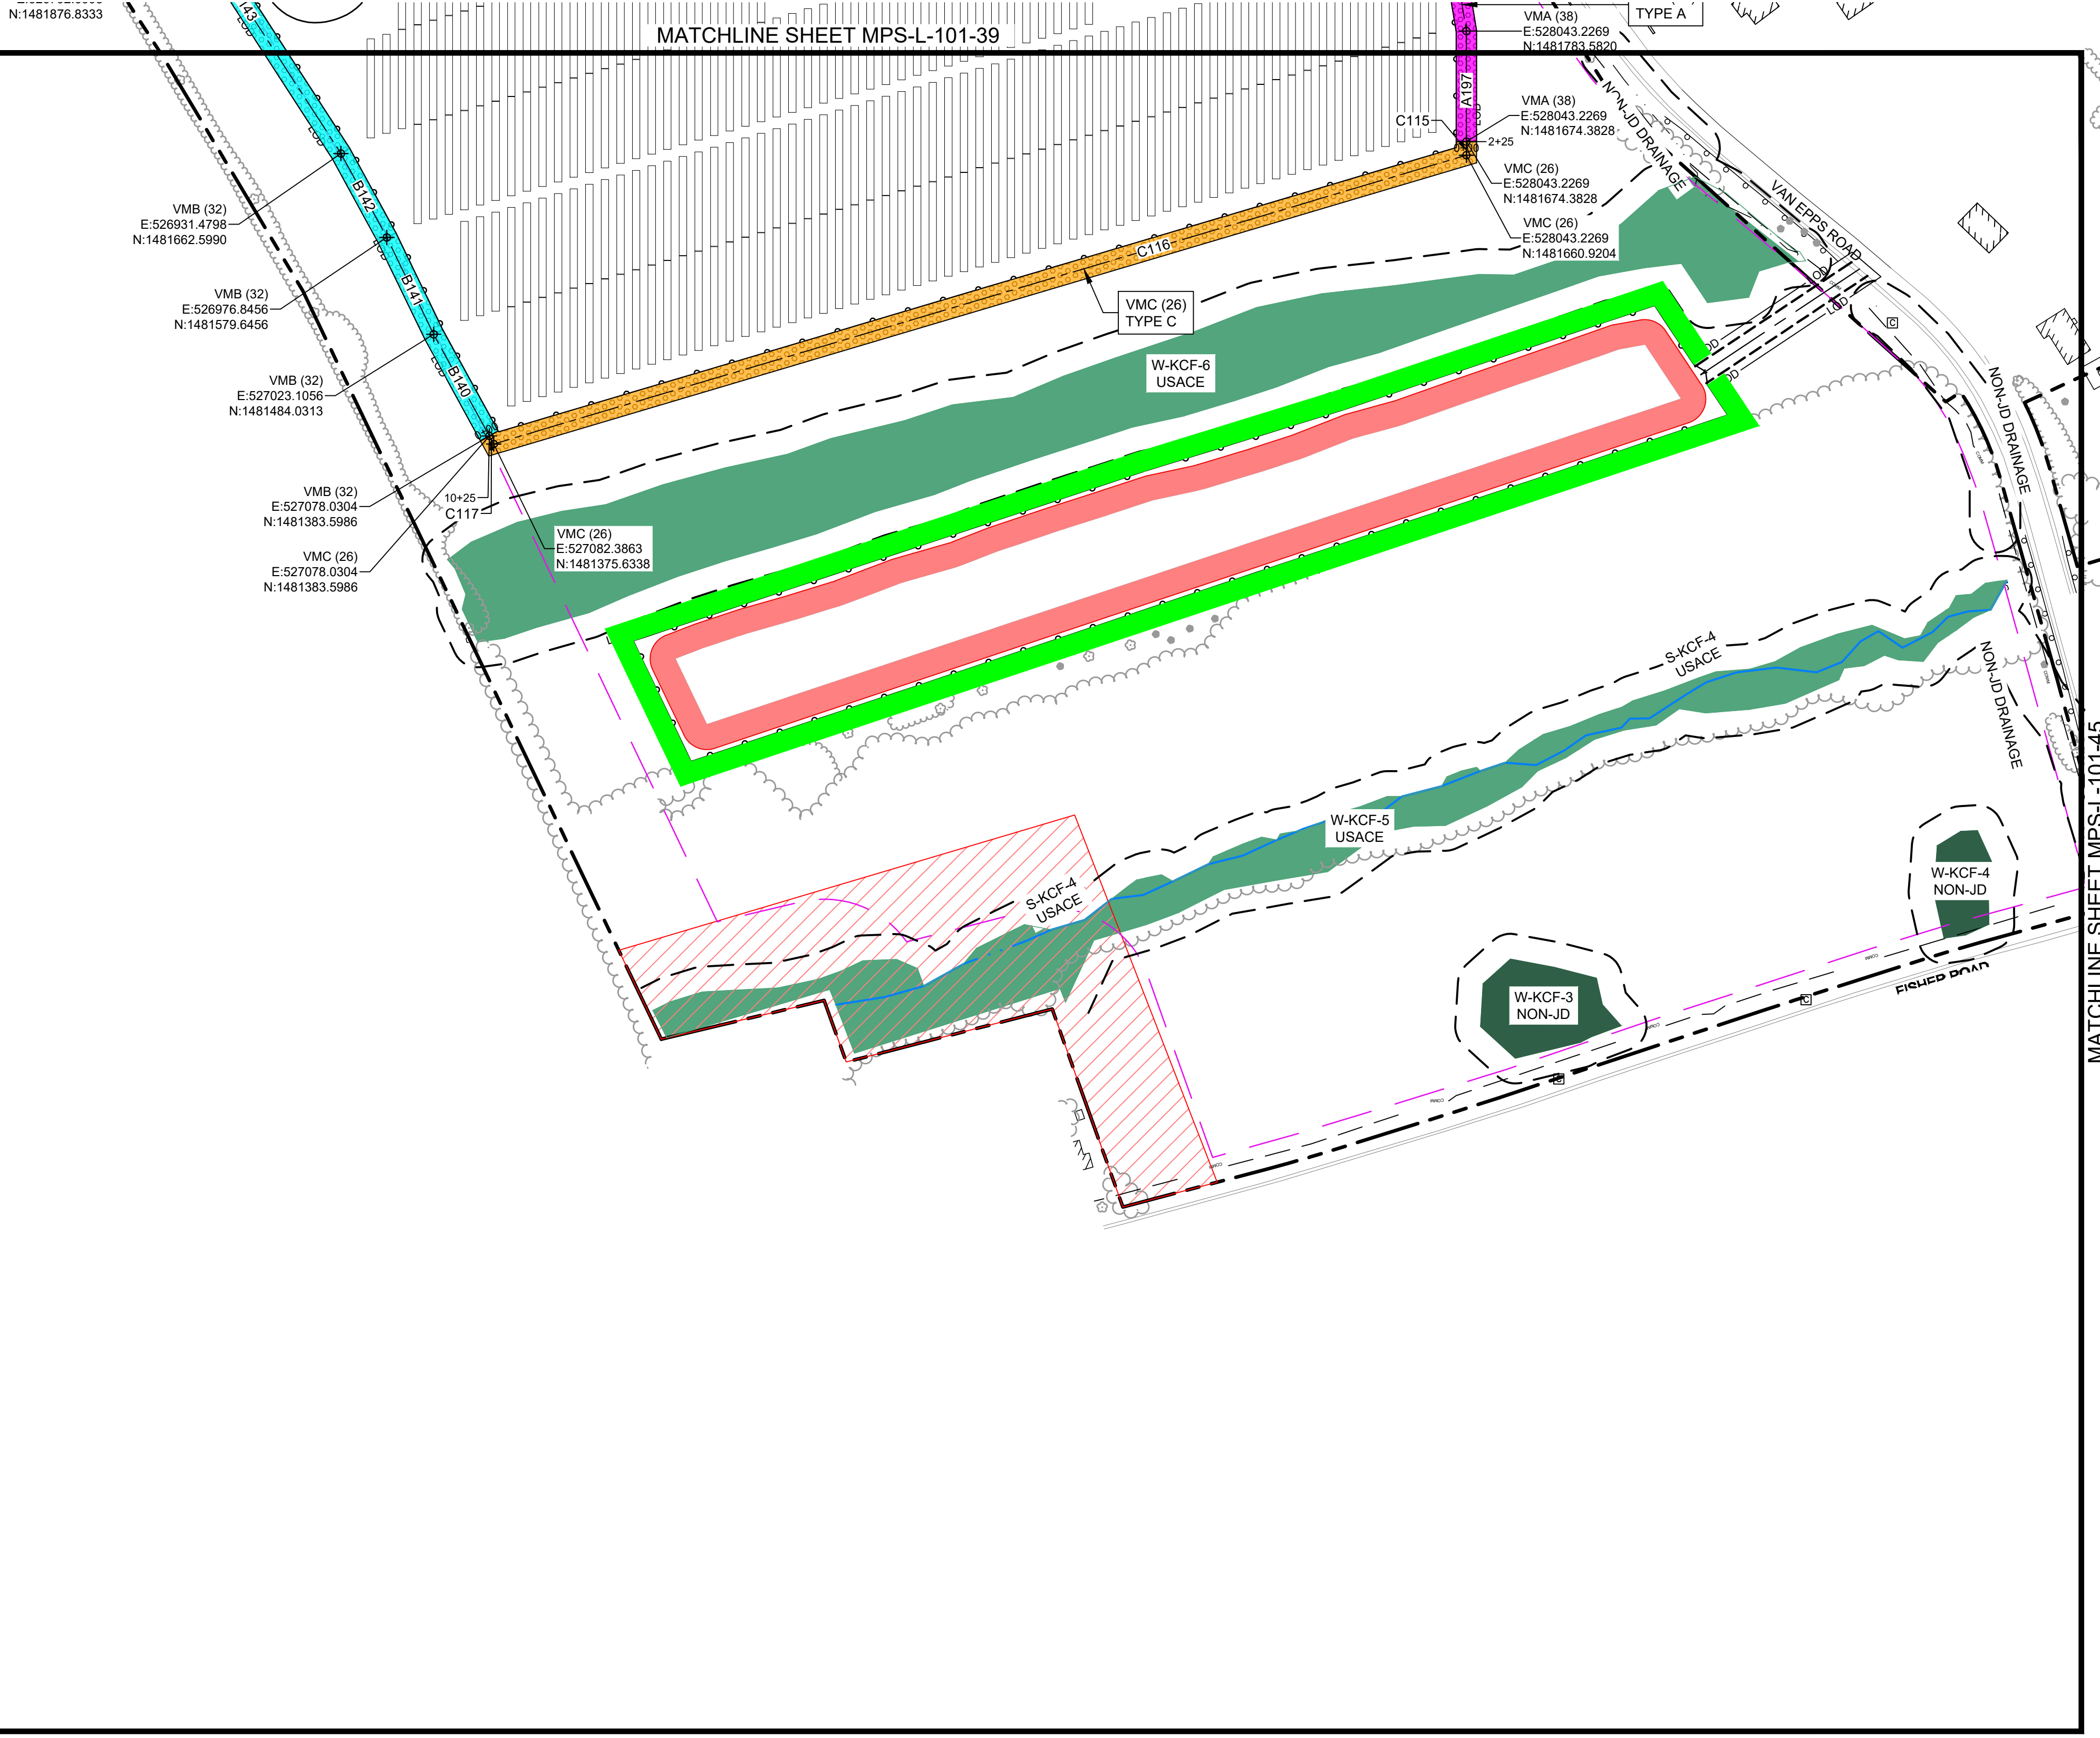 N:1481876.8333
MATCHLINE SHEET MPS-L-101-39
TYPE A
VMA (38)
E:528043.2269
N:1481783.5820
A197
LOD
C115
VMA (38)
E:528043.2269
N:1481674.3828
2+25
VMC (26)
E:528043.2269
N:1481674.3828
VMC (26)
E:528043.2269
N:1481660.9204
NON-JD DRAINAGE
VAN EPPS ROAD
B142
VMB (32)
E:526931.4798
N:1481662.5990
B141
VMB (32)
E:526976.8456
N:1481579.6456
B140
VMB (32)
E:527023.1056
N:1481484.0313
C116
VMC (26)
TYPE C
W-KCF-6
USACE
VMB (32)
E:527078.0304
N:1481383.5986
10+25
C117
VMC (26)
E:527078.0304
N:1481383.5986
VMC (26)
E:527082.3863
N:1481375.6338
LOD
C
NON-JD DRAINAGE
S-KCF-4
USACE
NON-JD DRAINAGE
W-KCF-5
USACE
S-KCF-4
USACE
W-KCF-4
NON-JD
W-KCF-3
NON-JD
FISHER ROAD
C
C
MATCHLINE SHEET MPS-L-101-45